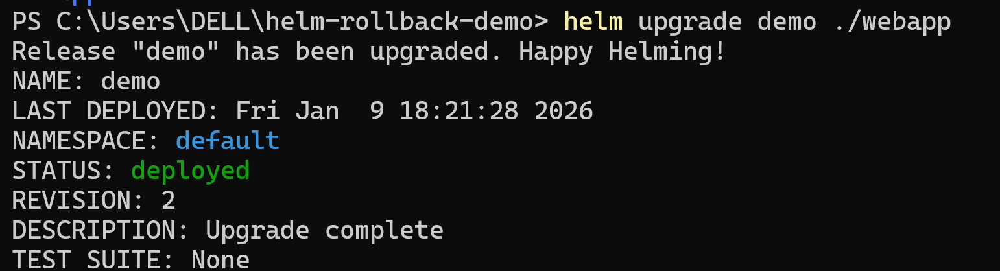 PS C:\Users\DELL\helm-rollback-demo> helm upgrade demo ./webapp
Release "demo" has been upgraded. Happy Helming!
NAME: demo
LAST DEPLOYED: Fri Jan  9 18:21:28 2026
NAMESPACE: default
STATUS: deployed
REVISION: 2
DESCRIPTION: Upgrade complete
TEST SUITE: None